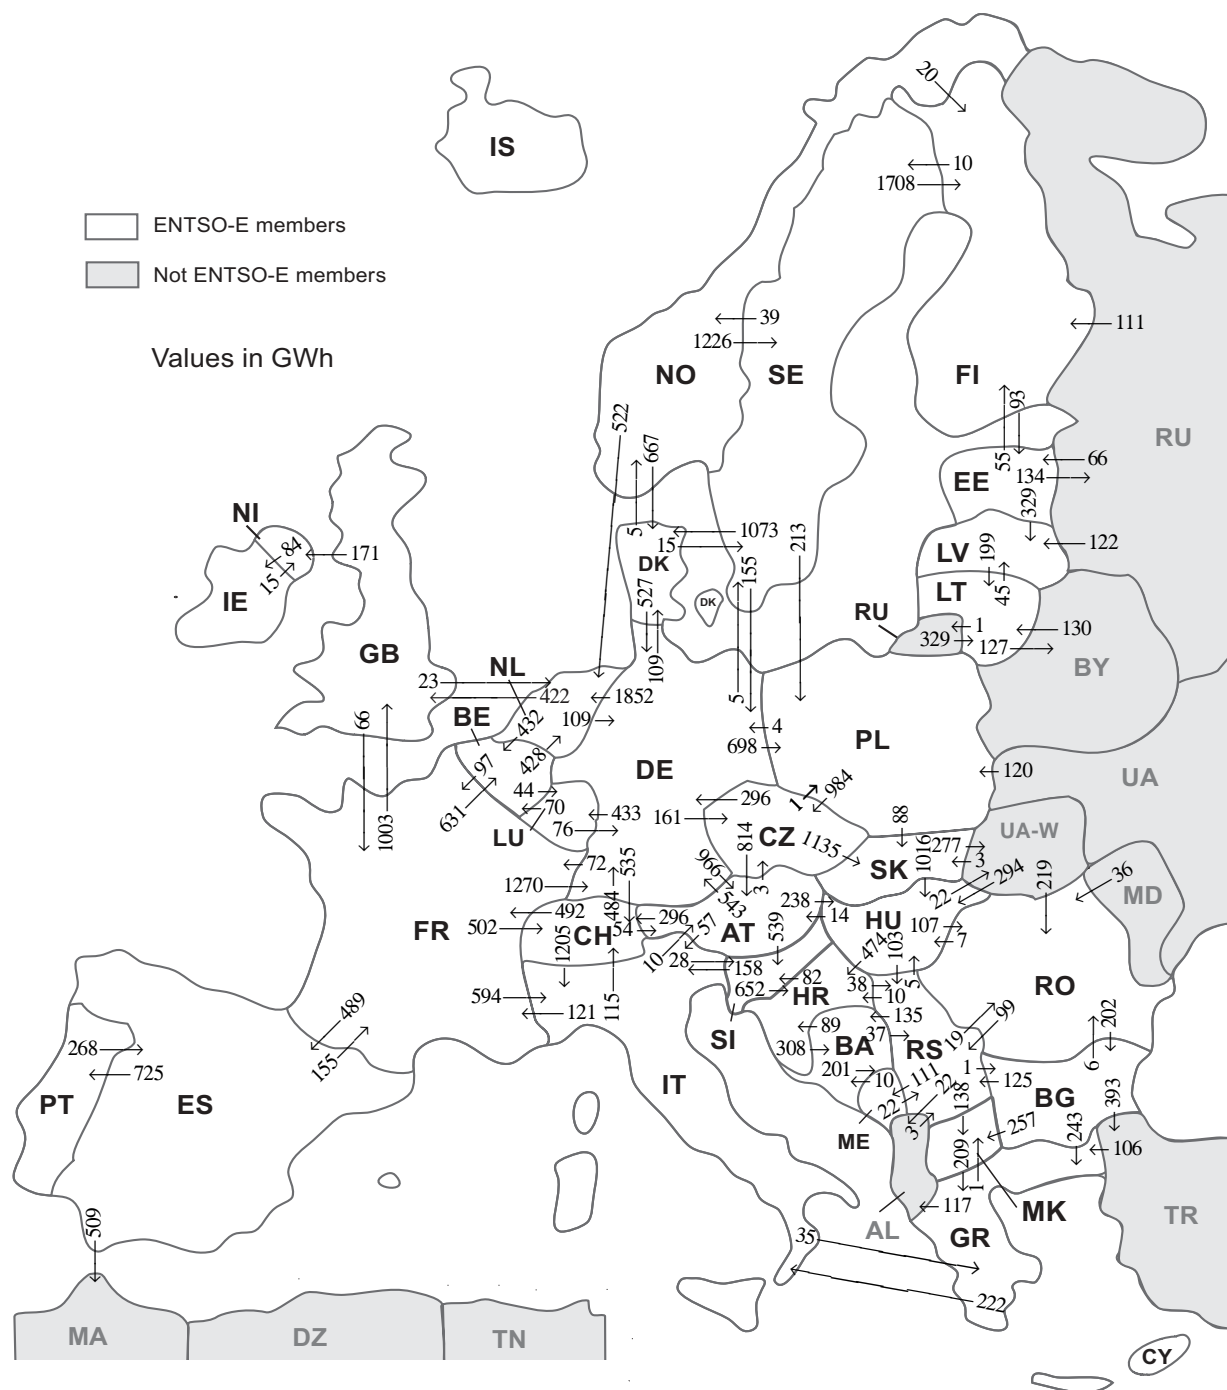 20
IS
10
1708
ENTSO-E members
Not ENTSO-E members
39
111
1226
Values in GWh
NO
SE
FI
522
93
RU
667
55
66
134
EE
NI
329
84
171
5
1073
213
15
LV
199
122
DK
155
15
IE
527
LT
45
DK
RU
1
130
329
127
GB
109
BY
NL
23
422
1852
5
BE
432
109
66
4
698
PL
97
428
DE
120
UA
44
296
1
984
631
70
161
88
1003
LU
433
76
CZ
1135
UA-W
814
1016
277
72
535
966
SK
3
294
219
36
1270
3
22
MD
484
543
238
492
296
57
14
HU
107
FR
502
CH
54
AT
539
474
103
7
1205
10
28
158
82
RO
652
38
5
594
HR
10
115
121
135
99
489
SI
89
37
19
202
268
308
BA
RS
155
IT
201
1
6
725
10
111
22
125
PT
ES
22
138
BG
393
ME
3
257
243
106
209
1
509
AL
117
MK
TR
GR
35
222
MA
DZ
TN
CY